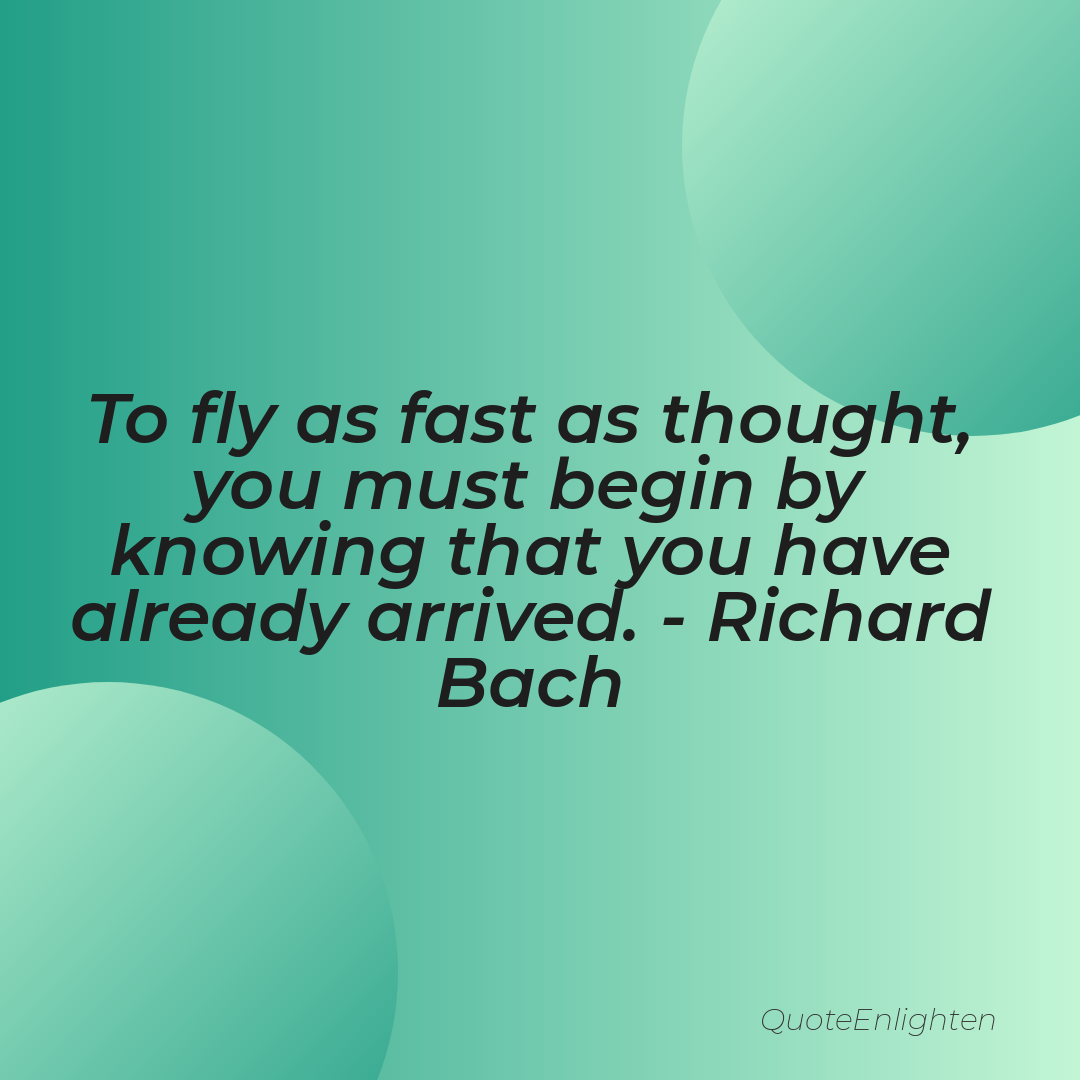 To fly as fast as thought,
you must begin by
knowing that you have
already arrived. - Richard
Bach
QuoteEnlighten